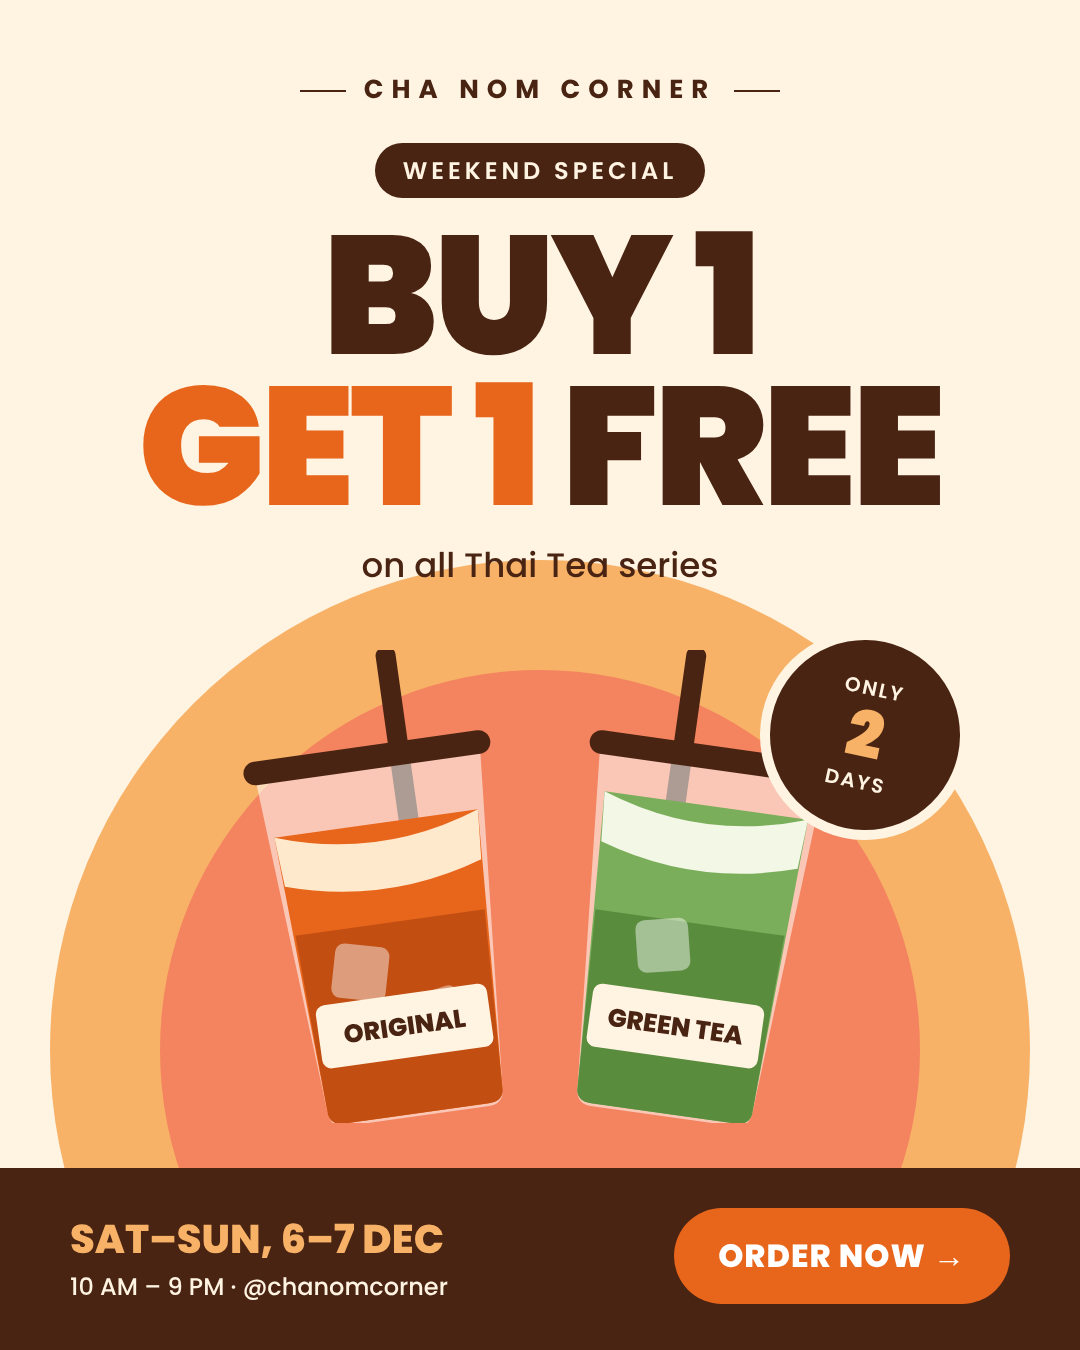 CHA NOM CORNER
WEEKEND SPECIAL
BUY 1
GET 1 FREE
on all Thai Tea series
ONLY
2
DAYS
ORIGINAL
GREEN TEA
SAT–SUN, 6–7 DEC
10 AM – 9 PM · @chanomcorner
ORDER NOW →